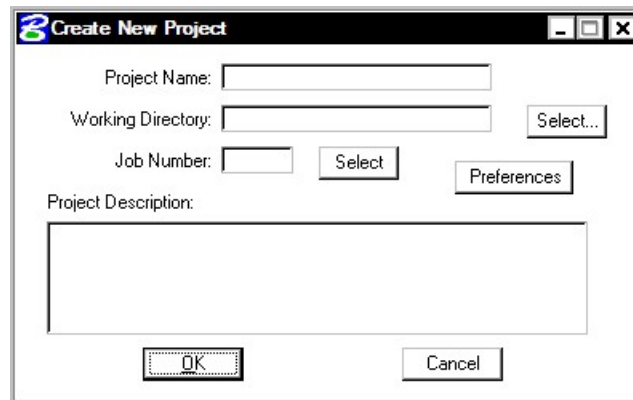 Create New Project
Project Name:
Working Directory:
Select...
Job Number:
Select
Preferences
Project Description:
OK
Cancel